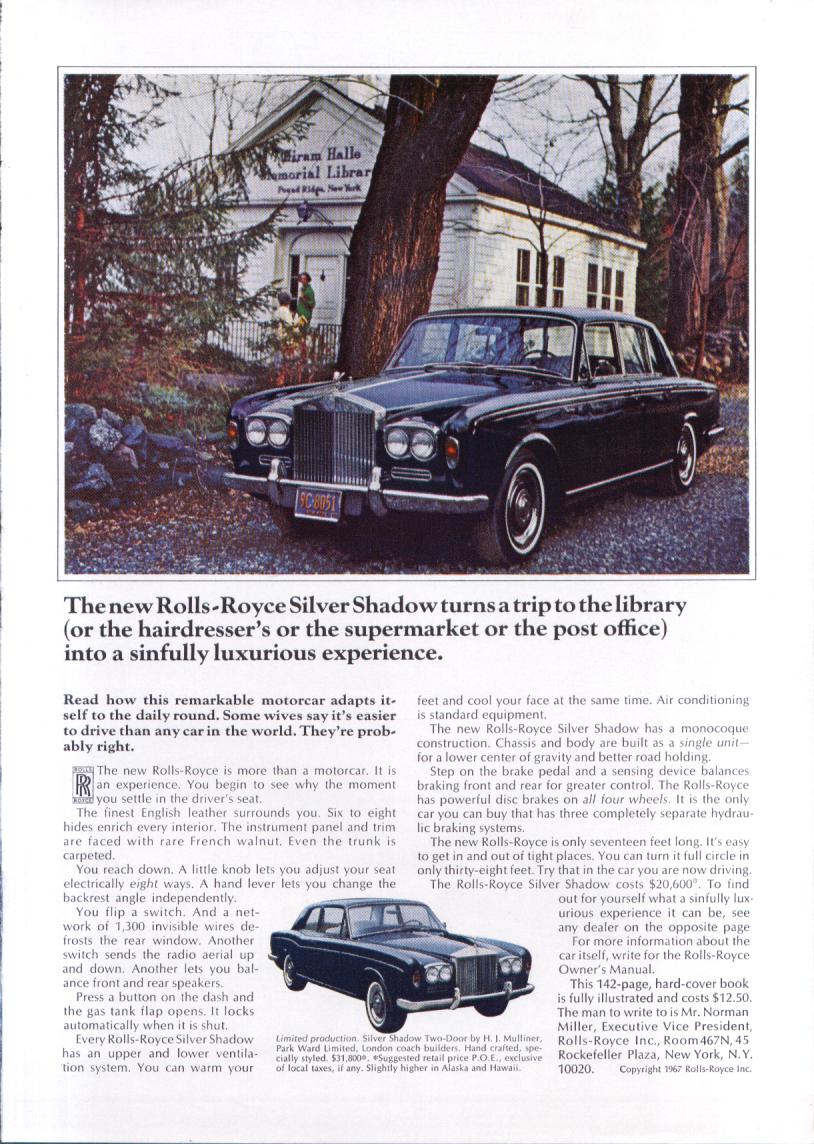 Hiram Halle
Memorial Library
Pound Ridge, New York
9C-8051
The new Rolls-Royce Silver Shadow turns a trip to the library
(or the hairdresser's or the supermarket or the post office)
into a sinfully luxurious experience.
Read how this remarkable motorcar adapts it-
self to the daily round. Some wives say it's easier
to drive than any car in the world. They're prob-
ably right.
ROLLS
RR
ROYCE
The new Rolls-Royce is more than a motorcar. It is
an experience. You begin to see why the moment
you settle in the driver's seat.
The finest English leather surrounds you. Six to eight
hides enrich every interior. The instrument panel and trim
are faced with rare French walnut. Even the trunk is
carpeted.
You reach down. A little knob lets you adjust your seat
electrically eight ways. A hand lever lets you change the
backrest angle independently.
You flip a switch. And a net-
work of 1,300 invisible wires de-
frosts the rear window. Another
switch sends the radio aerial up
and down. Another lets you bal-
ance front and rear speakers.
Press a button on the dash and
the gas tank flap opens. It locks
automatically when it is shut.
Every Rolls-Royce Silver Shadow
has an upper and lower ventila-
tion system. You can warm your
feet and cool your face at the same time. Air conditioning
is standard equipment.
The new Rolls-Royce Silver Shadow has a monocoque
construction. Chassis and body are built as a single unit—
for a lower center of gravity and better road holding.
Step on the brake pedal and a sensing device balances
braking front and rear for greater control. The Rolls-Royce
has powerful disc brakes on all four wheels. It is the only
car you can buy that has three completely separate hydrau-
lic braking systems.
The new Rolls-Royce is only seventeen feet long. It's easy
to get in and out of tight places. You can turn it full circle in
only thirty-eight feet. Try that in the car you are now driving.
The Rolls-Royce Silver Shadow costs $20,600*. To find
out for yourself what a sinfully lux-
urious experience it can be, see
any dealer on the opposite page
For more information about the
car itself, write for the Rolls-Royce
Owner's Manual.
This 142-page, hard-cover book
is fully illustrated and costs $12.50.
The man to write to is Mr. Norman
Miller, Executive Vice President,
Rolls-Royce Inc., Room 467N, 45
Rockefeller Plaza, New York, N.Y.
10020. Copyright 1967 Rolls-Royce Inc.
Limited production. Silver Shadow Two-Door by H. J. Mulliner,
Park Ward Limited, London coach builders. Hand crafted, spe-
cially styled. $31,800*. *Suggested retail price P.O.E., exclusive
of local taxes, if any. Slightly higher in Alaska and Hawaii.